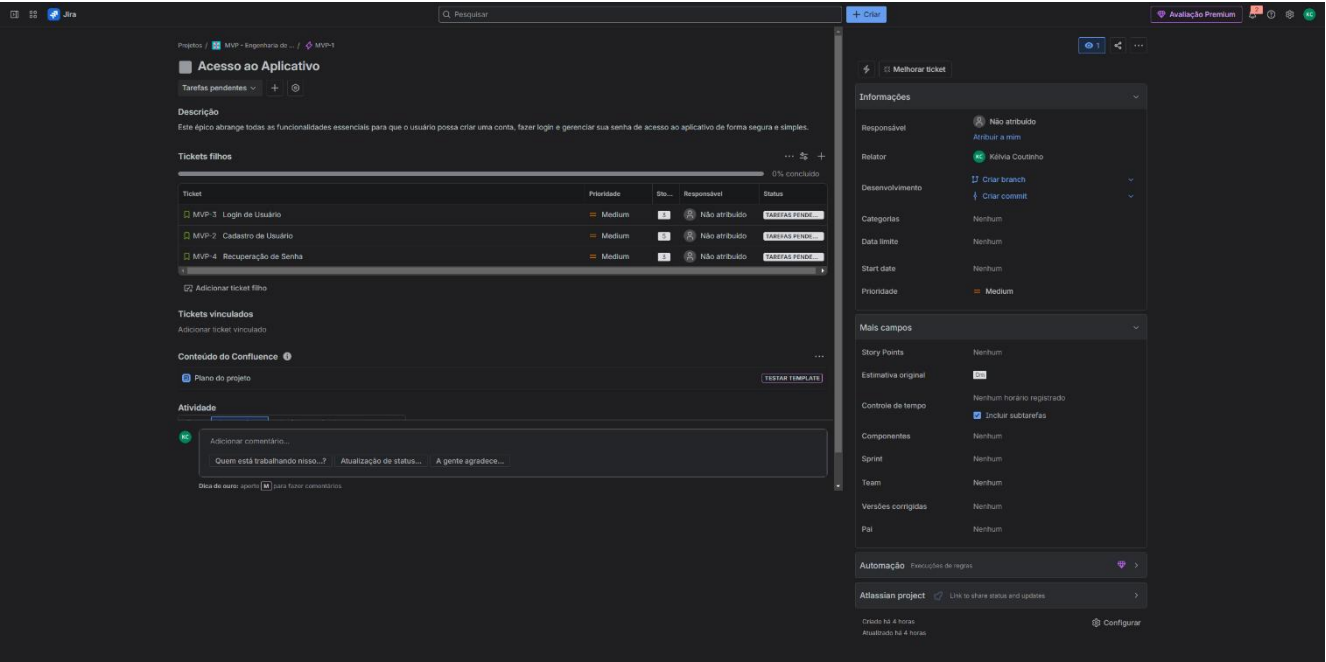 Jira
Pesquisar
+ Criar
Avaliação Premium
2
KC
Projetos / MVP - Engenharia do ... / MVP-1
1
Acesso ao Aplicativo
Melhorar ticket
Tarefas pendentes
Descrição
Este épico abrange todas as funcionalidades essenciais para que o usuário possa criar uma conta, fazer login e gerenciar sua senha de acesso ao aplicativo de forma segura e simples.
Tickets filhos
0% concluído
Ticket Prioridade Sto... Responsável Status
MVP-3 Login de Usuário Medium 3 Não atribuído TAREFAS PENDE...
MVP-2 Cadastro de Usuário Medium 5 Não atribuído TAREFAS PENDE...
MVP-4 Recuperação de Senha Medium 3 Não atribuído TAREFAS PENDE...
Adicionar ticket filho
Tickets vinculados
Adicionar ticket vinculado
Conteúdo do Confluence
Plano do projeto TESTAR TEMPLATE
Atividade
KC
Adicionar comentário...
Quem está trabalhando nisso...? Atualização de status... A gente agradece...
Dica de ouro: aperte M para fazer comentários
Informações
Responsável Não atribuído
Atribuir a mim
Relator KC Kélvia Coutinho
Desenvolvimento
Criar branch
Criar commit
Categorias Nenhum
Data limite Nenhum
Start date Nenhum
Prioridade Medium
Mais campos
Story Points Nenhum
Estimativa original 0m
Controle de tempo
Nenhum horário registrado
Incluir subtarefas
Componentes Nenhum
Sprint Nenhum
Team Nenhum
Versões corrigidas Nenhum
Pai Nenhum
Automação Execuções de regras
Atlassian project Link to share status and updates
Criado há 4 horas
Atualizado há 4 horas
Configurar